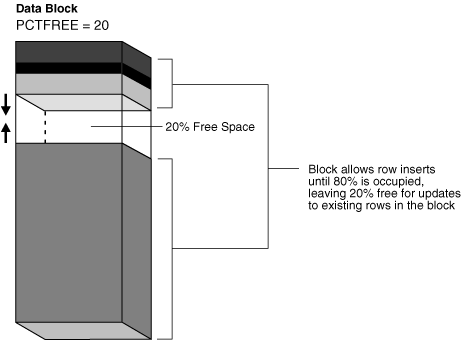 Data Block
PCTFREE = 20
20% Free Space
Block allows row inserts
until 80% is occupied,
leaving 20% free for updates
to existing rows in the block